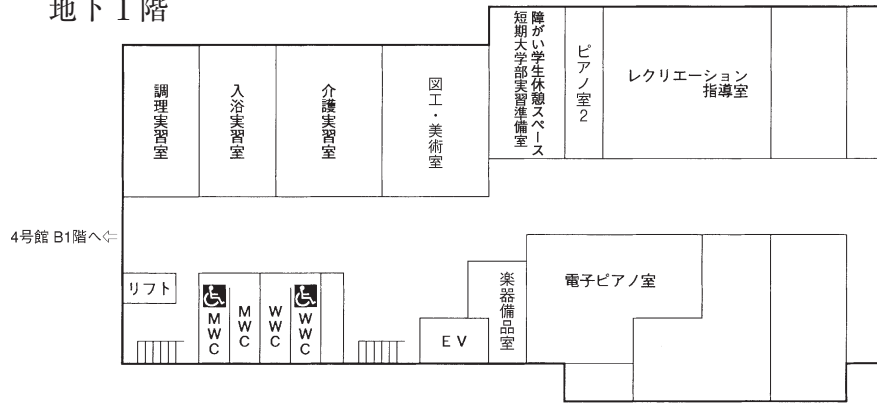 地下1階
調理実習室
入浴実習室
介護実習室
図工・美術室
障がい学生休憩スペース
短期大学部実習準備室
ピアノ室2
レクリエーション
指導室
4号館 B1階へ⇦
リフト
MWC
MWC
WWC
WWC
EV
楽器備品室
電子ピアノ室